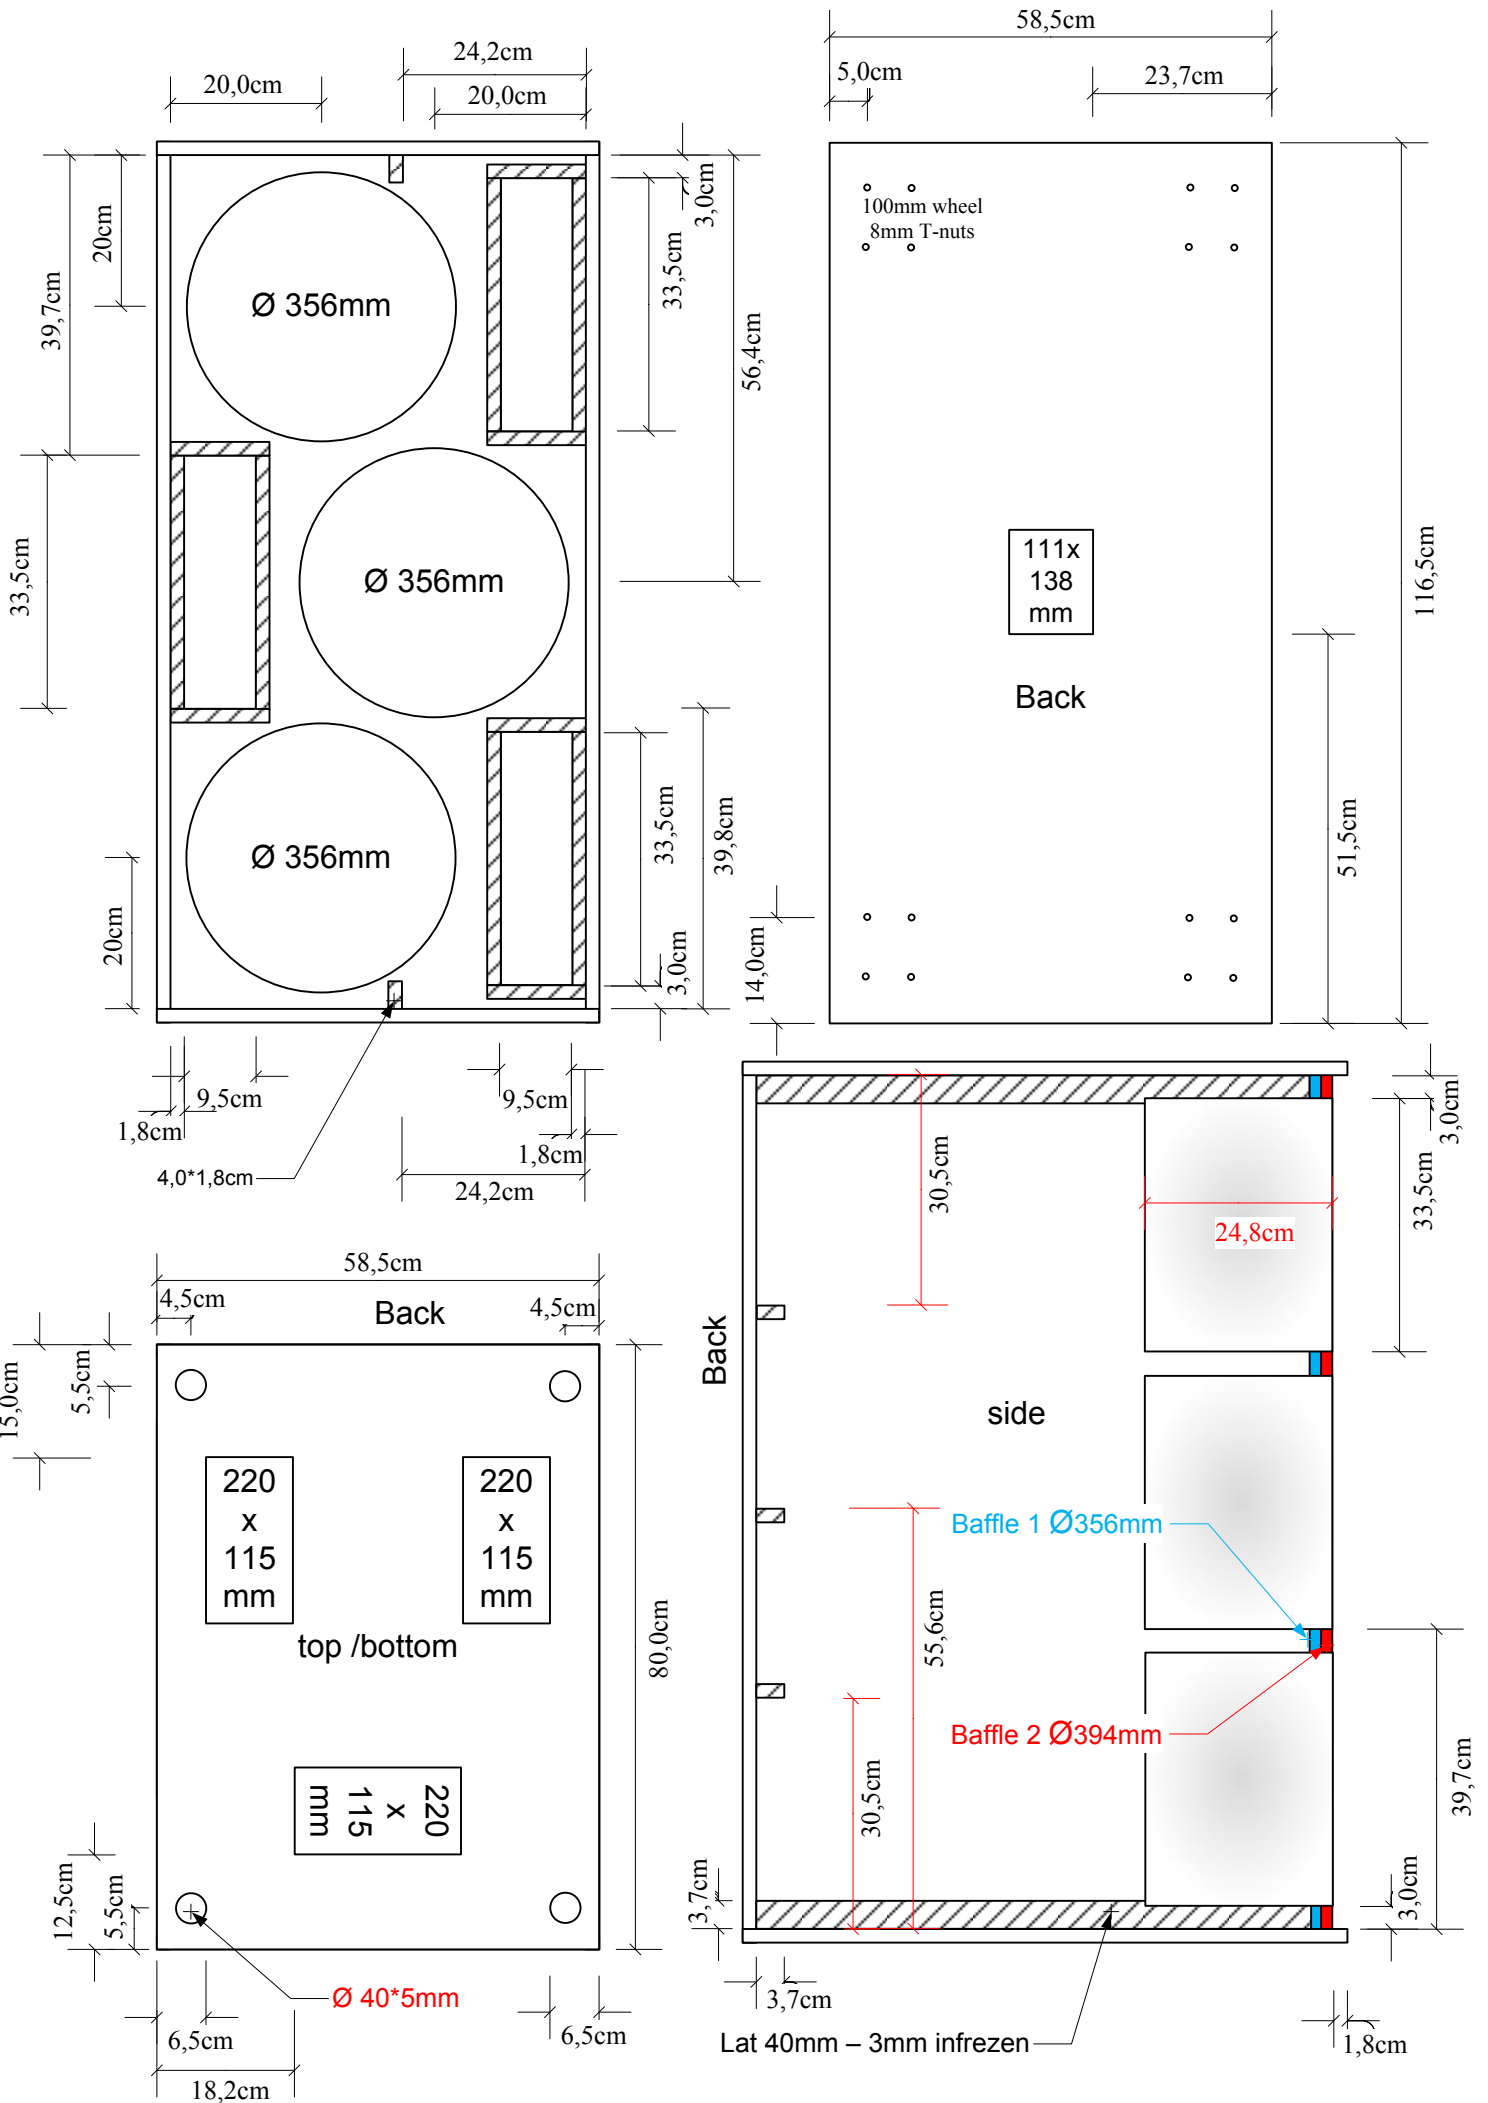 24,2cm
20,0cm
20,0cm
20cm
39,7cm
3,0cm
33,5cm
56,4cm
Ø 356mm
Ø 356mm
Ø 356mm
33,5cm
33,5cm
39,8cm
20cm
3,0cm
9,5cm
1,8cm
9,5cm
1,8cm
4,0*1,8cm
24,2cm
58,5cm
5,0cm
23,7cm
100mm wheel
8mm T-nuts
111x
138
mm
Back
116,5cm
51,5cm
14,0cm
58,5cm
4,5cm
Back
4,5cm
15,0cm
5,5cm
220
x
115
mm
220
x
115
mm
top /bottom
80,0cm
220
x
115
mm
12,5cm
5,5cm
Ø 40*5mm
6,5cm
6,5cm
18,2cm
3,0cm
30,5cm
33,5cm
24,8cm
Back
side
Baffle 1 Ø356mm
55,6cm
Baffle 2 Ø394mm
30,5cm
39,7cm
3,7cm
3,0cm
3,7cm
Lat 40mm – 3mm infrezen
1,8cm